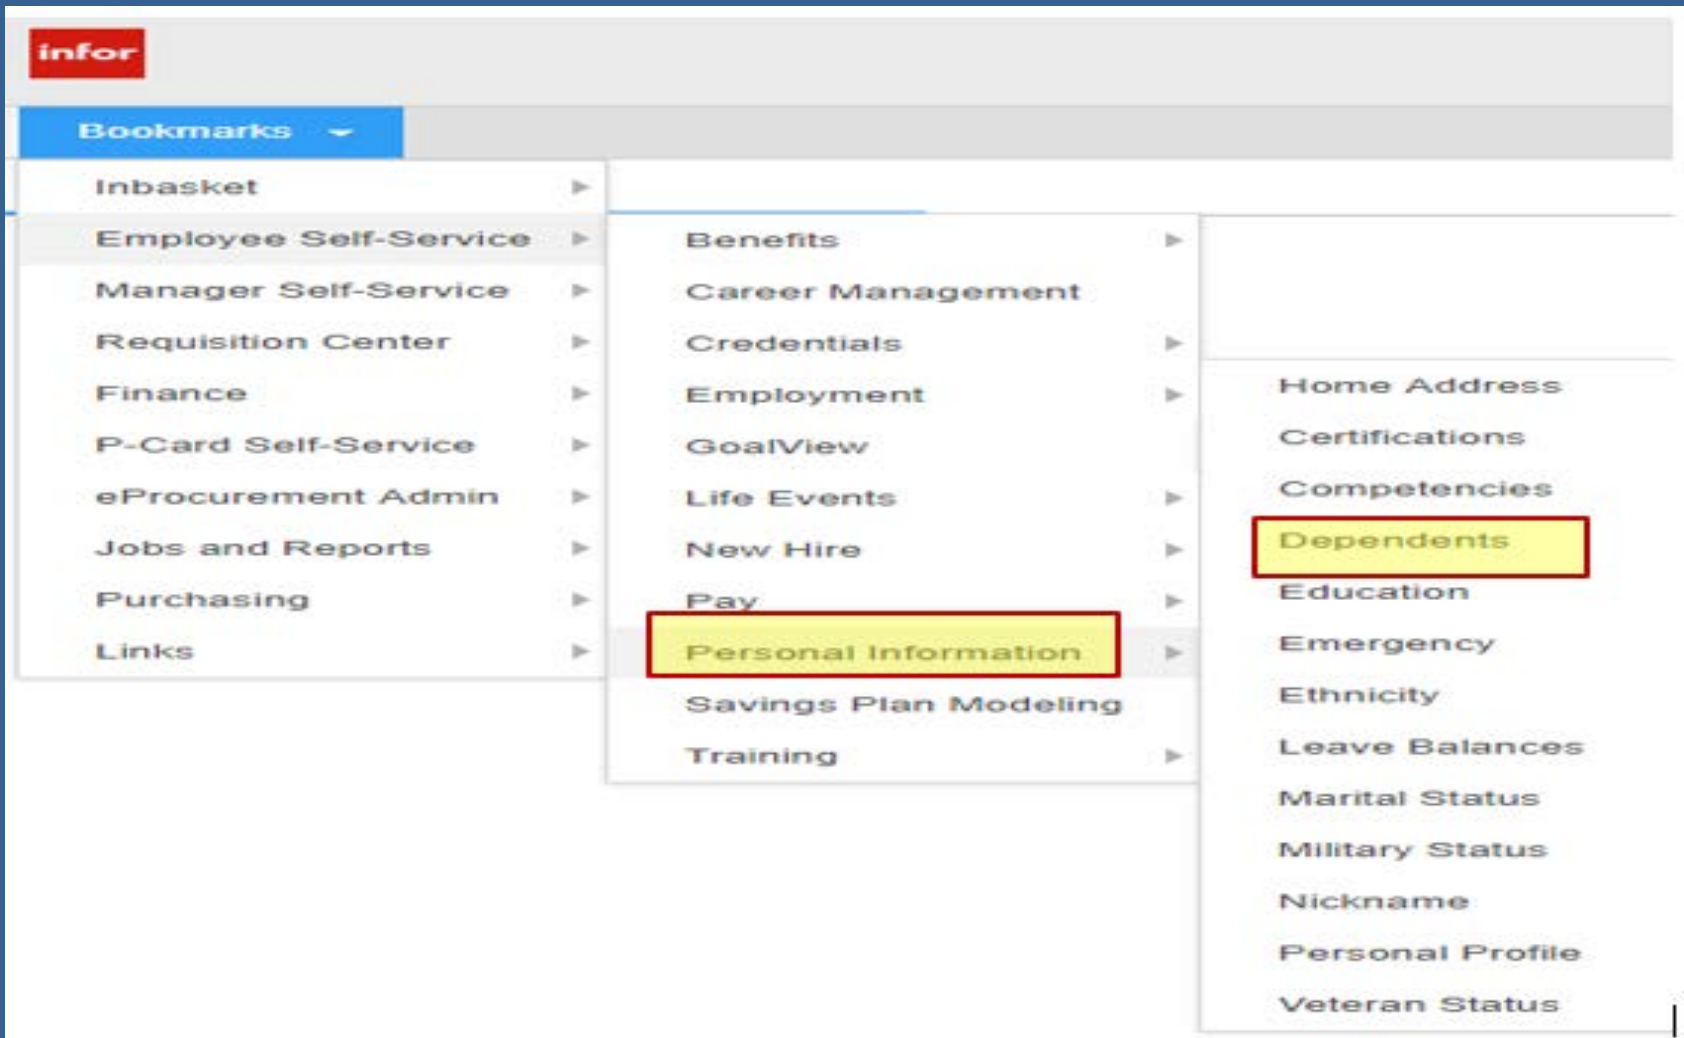 infor
Bookmarks
Inbasket
Employee Self-Service
Manager Self-Service
Requisition Center
Finance
P-Card Self-Service
eProcurement Admin
Jobs and Reports
Purchasing
Links
Benefits
Career Management
Credentials
Employment
GoalView
Life Events
New Hire
Pay
Personal Information
Savings Plan Modeling
Training
Home Address
Certifications
Competencies
Dependents
Education
Emergency
Ethnicity
Leave Balances
Marital Status
Military Status
Nickname
Personal Profile
Veteran Status